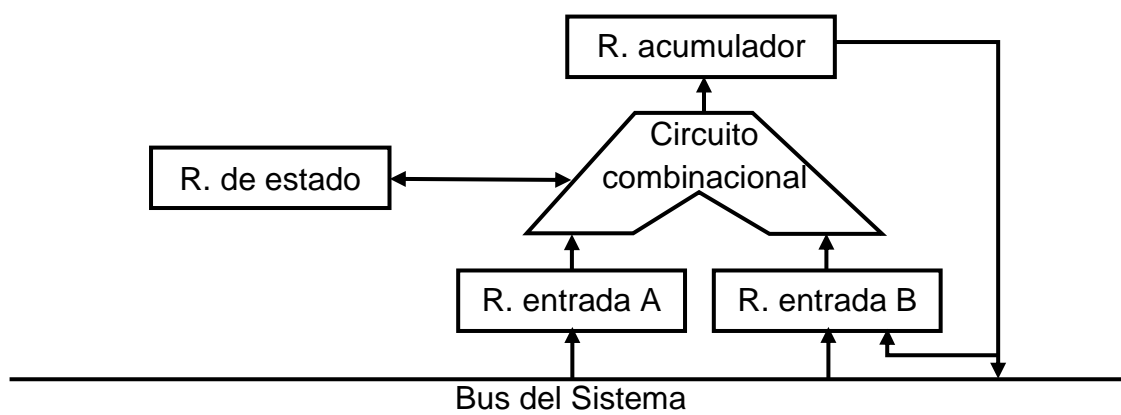 R. acumulador
Circuito
combinacional
R. de estado
R. entrada A
R. entrada B
Bus del Sistema